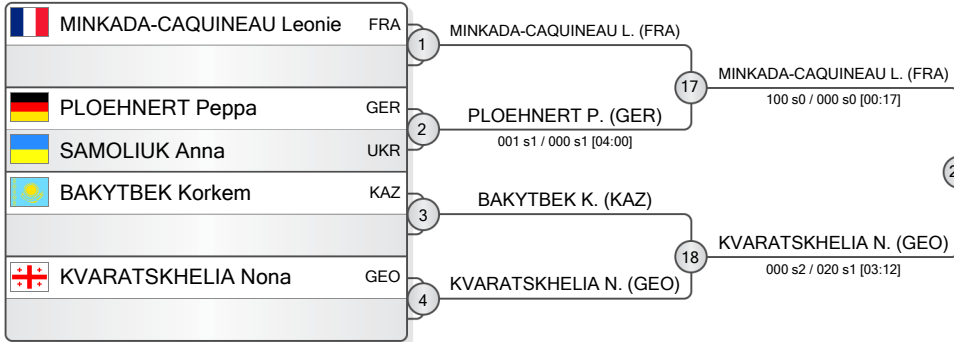 MINKADA-CAQUINEAU Leonie FRA
PLOEHNERT Peppa GER
SAMOLIUK Anna UKR
BAKYTBEK Korkem KAZ
KVARATSKHELIA Nona GEO
1
MINKADA-CAQUINEAU L. (FRA)
2
PLOEHNERT P. (GER)
001 s1 / 000 s1 [04:00]
3
BAKYTBEK K. (KAZ)
4
KVARATSKHELIA N. (GEO)
17
MINKADA-CAQUINEAU L. (FRA)
100 s0 / 000 s0 [00:17]
18
KVARATSKHELIA N. (GEO)
000 s2 / 020 s1 [03:12]